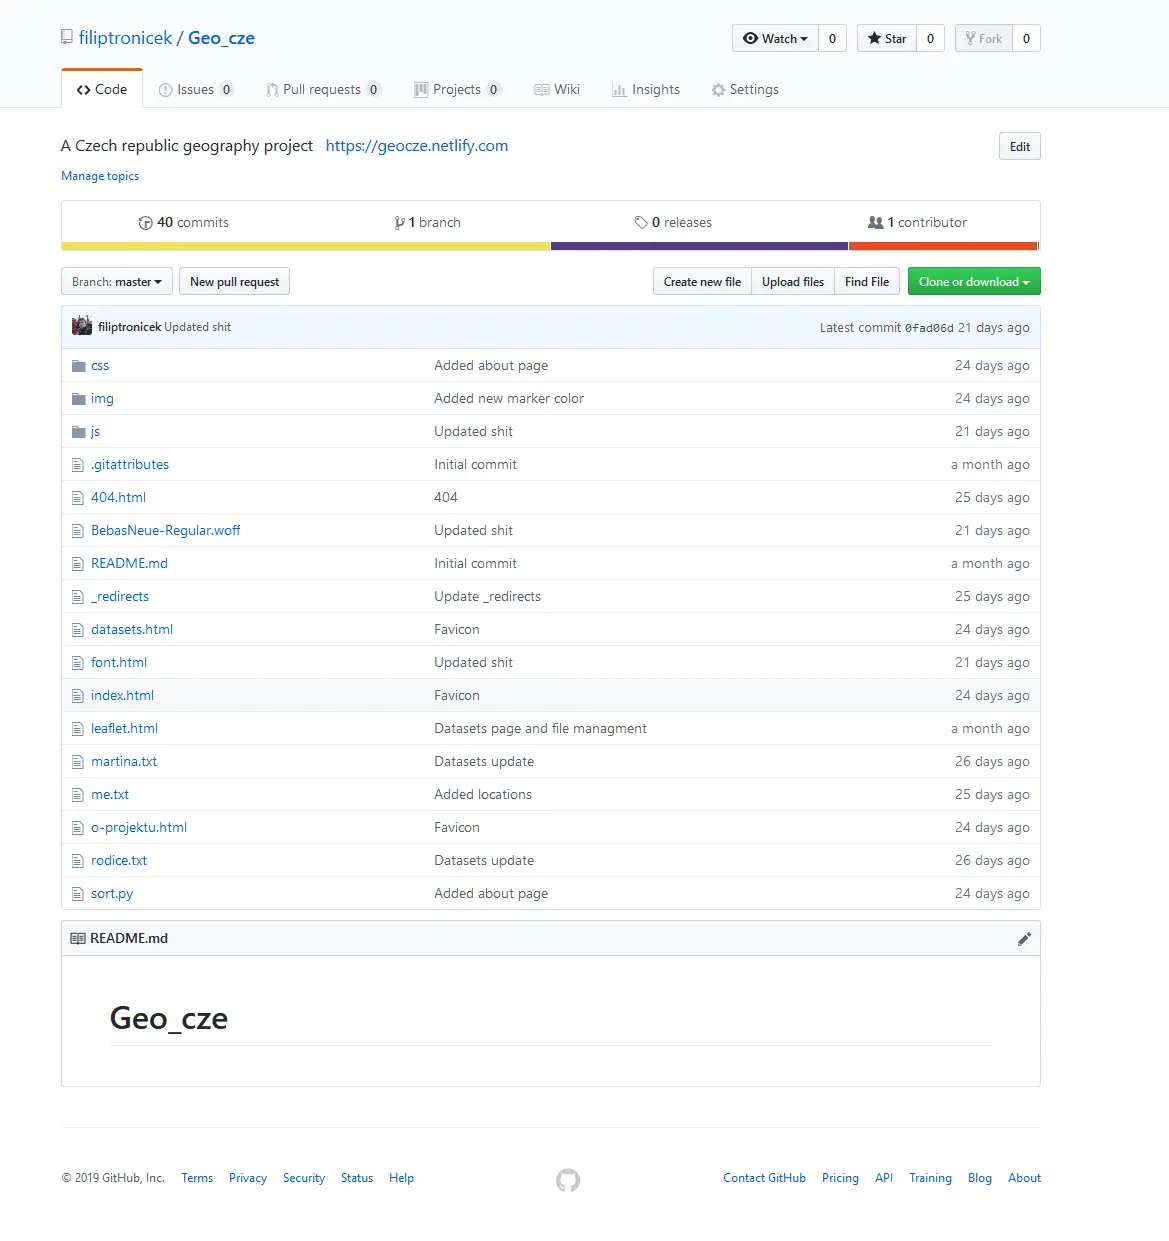 filiptronicek / Geo_cze Watch 0 Star 0 Fork 0
Code Issues 0 Pull requests 0 Projects 0 Wiki Insights Settings
A Czech republic geography project https://geocze.netlify.com Edit
Manage topics
40 commits 1 branch 0 releases 1 contributor
Branch: master New pull request Create new file Upload files Find File Clone or download
filiptronicek Updated shit Latest commit 0fad06d 21 days ago
css Added about page 24 days ago
img Added new marker color 24 days ago
js Updated shit 21 days ago
.gitattributes Initial commit a month ago
404.html 404 25 days ago
BebasNeue-Regular.woff Updated shit 21 days ago
README.md Initial commit a month ago
_redirects Update _redirects 25 days ago
datasets.html Favicon 24 days ago
font.html Updated shit 21 days ago
index.html Favicon 24 days ago
leaflet.html Datasets page and file managment a month ago
martina.txt Datasets update 26 days ago
me.txt Added locations 25 days ago
o-projektu.html Favicon 24 days ago
rodice.txt Datasets update 26 days ago
sort.py Added about page 24 days ago
README.md
Geo_cze
© 2019 GitHub, Inc. Terms Privacy Security Status Help Contact GitHub Pricing API Training Blog About